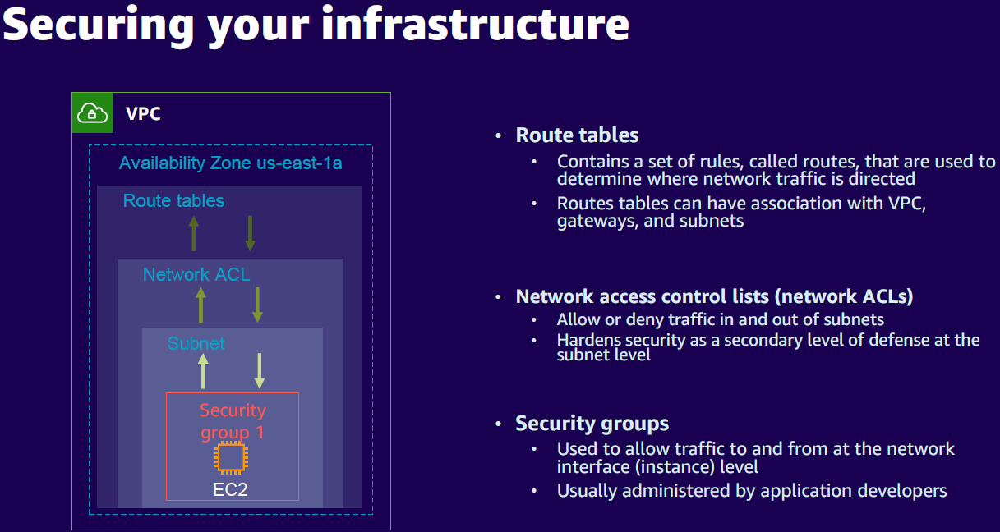 Securing your infrastructure
VPC
Availability Zone us-east-1a
Route tables
Network ACL
Subnet
Security
group 1
EC2
• Route tables
• Contains a set of rules, called routes, that are used to
determine where network traffic is directed
• Routes tables can have association with VPC,
gateways, and subnets
• Network access control lists (network ACLs)
• Allow or deny traffic in and out of subnets
• Hardens security as a secondary level of defense at the
subnet level
• Security groups
• Used to allow traffic to and from at the network
interface (instance) level
• Usually administered by application developers